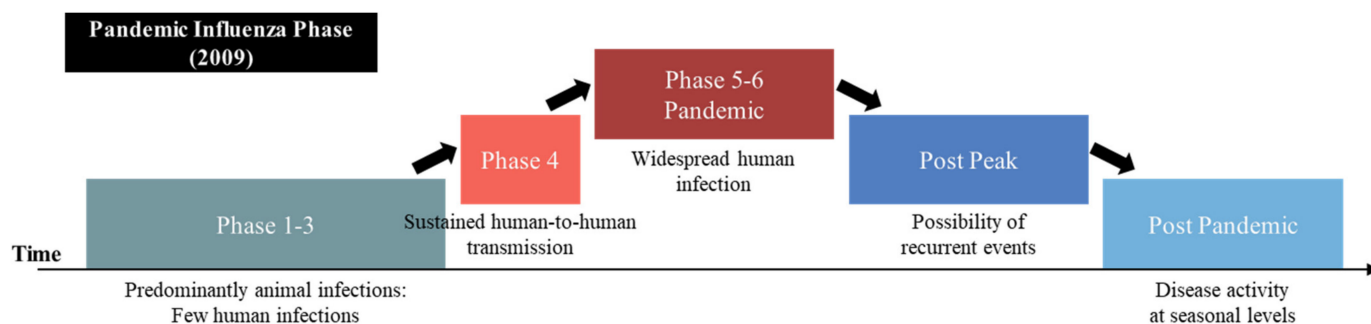 Pandemic Influenza Phase
(2009)
Phase 5-6
Pandemic
Phase 4
Widespread human
infection
Post Peak
Phase 1-3
Sustained human-to-human
transmission
Possibility of
recurrent events
Post Pandemic
Time
Predominantly animal infections:
Few human infections
Disease activity
at seasonal levels